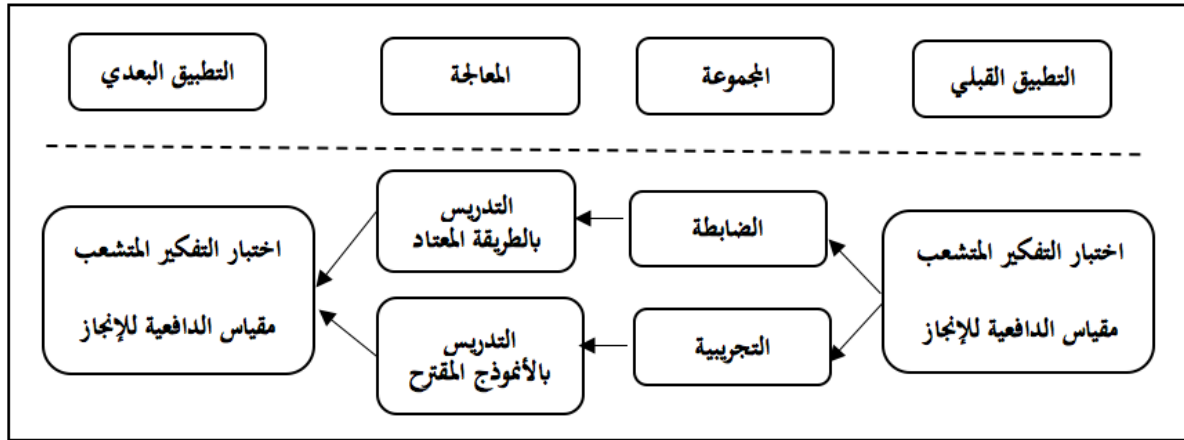 التطبيق القبلي
المجموعة
المعالجة
التطبيق البعدي
اختبار التفكير المتشعب
مقياس الدافعية للإنجاز
الضابطة
التجريبية
التدريس
بالطريقة المعتاد
التدريس
بالأنموذج المقترح
اختبار التفكير المتشعب
مقياس الدافعية للإنجاز